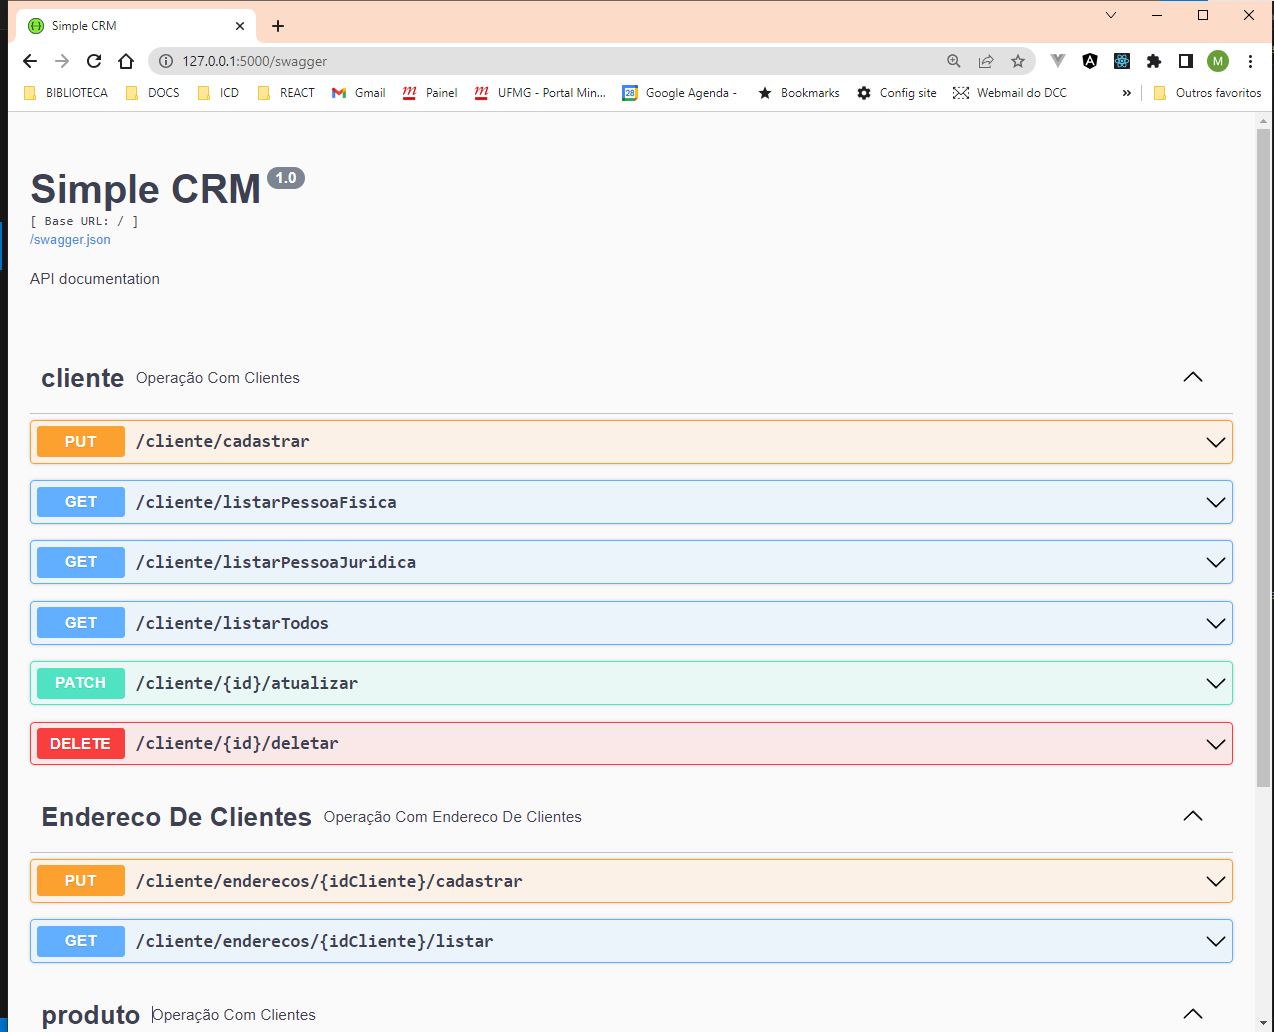 Simple CRM
127.0.0.1:5000/swagger
M
BIBLIOTECA DOCS ICD REACT Gmail Painel UFMG - Portal Min... 28 Google Agenda - Bookmarks Config site Webmail do DCC » Outros favoritos
Simple CRM 1.0
[ Base URL: / ]
/swagger.json
API documentation
cliente Operação Com Clientes
PUT /cliente/cadastrar
GET /cliente/listarPessoaFisica
GET /cliente/listarPessoaJuridica
GET /cliente/listarTodos
PATCH /cliente/{id}/atualizar
DELETE /cliente/{id}/deletar
Endereco De Clientes Operação Com Endereco De Clientes
PUT /cliente/enderecos/{idCliente}/cadastrar
GET /cliente/enderecos/{idCliente}/listar
produto Operação Com Clientes